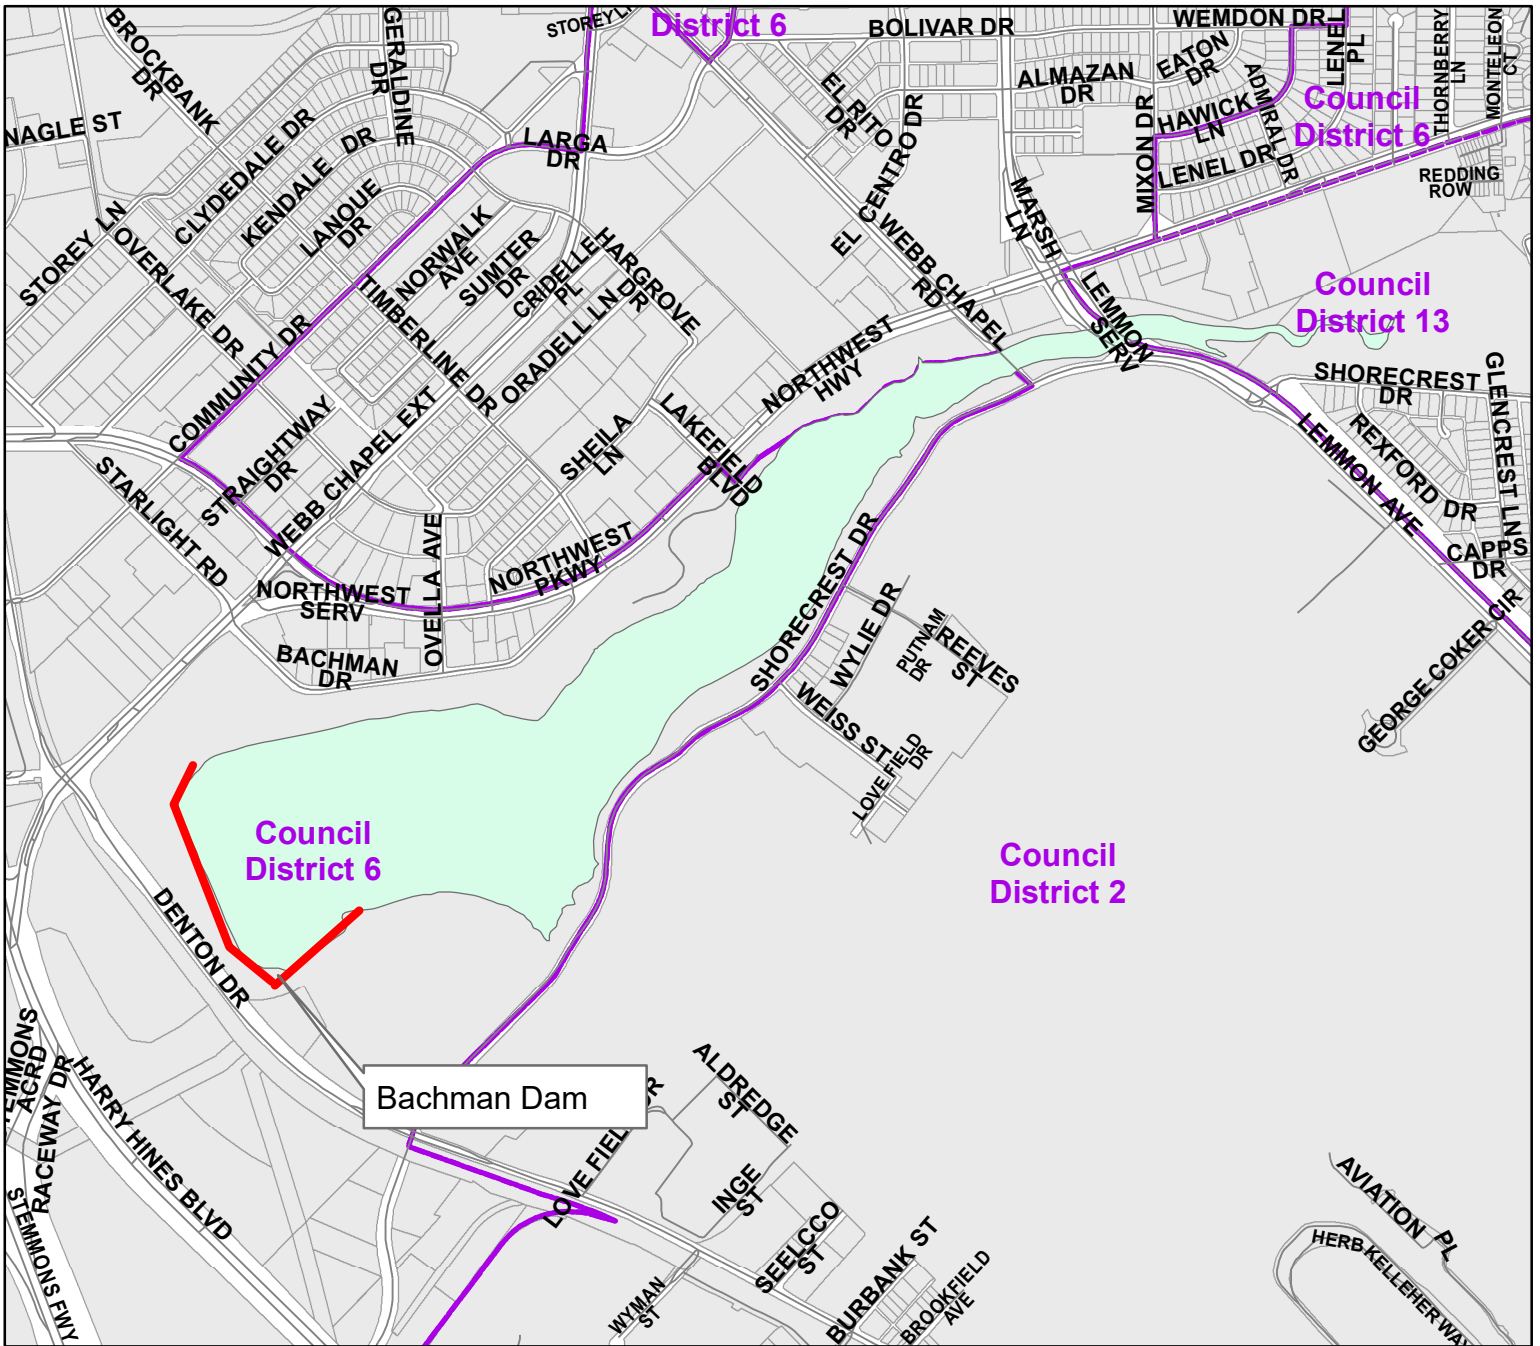 BROCKBANK
DR
GERALDINE
DR
STOREY LN
District 6
BOLIVAR DR
WEMDON DR
LENEL
PL
THORNBERRY
LN
MONTELEON
CT
EATON
DR
ALMAZAN
DR
ADMIRAL DR
Council
District 6
EL RITO
DR
EL CENTRO DR
MIXON DR
HAWICK
LN
LENEL DR
REDDING
ROW
NAGLE ST
CLYDEDALE DR
KENDALE DR
LANOUE
DR
LARGA
DR
STOREY LN
OVERLAKE DR
NORWALK
AVE
SUMTER
DR
CRIDELLE
PL
HARGROVE
DR
ORADELL LN
TIMBERLINE DR
COMMUNITY DR
MARSH
LN
WEBB CHAPEL
RD
LEMMON
SERV
Council
District 13
NORTHWEST
HWY
SHORECREST
DR
GLENCREST LN
REXFORD DR
LEMMON AVE
CAPPS
DR
GEORGE COKER CIR
STRAIGHTWAY
DR
WEBB CHAPEL EXT
SHEILA
LN
LAKEFIELD
BLVD
STARLIGHT RD
NORTHWEST
SERV
OVELLA AVE
NORTHWEST
PKWY
BACHMAN
DR
SHORECREST DR
WYLIE DR
PUTNAM
DR
REEVES
ST
WEISS ST
LOVE FIELD
DR
Council
District 6
Council
District 2
DENTON DR
Bachman Dam
ACRD
RACEWAY DR
HARRY HINES BLVD
STEMMONS FWY
ALDREDGE
ST
INGE
ST
SEELCCO
ST
WYMAN
ST
BURBANK ST
BROOKFIELD
AVE
AVIATION PL
HERB KELLEHER WAY